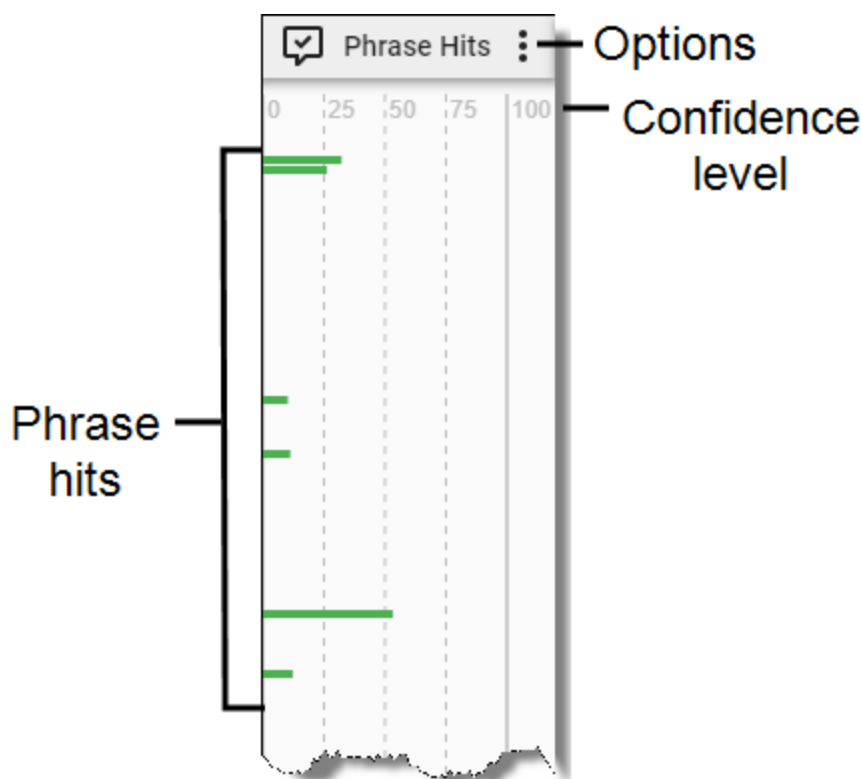 Phrase Hits
Options
0 25 50 75 100
Confidence
level
Phrase
hits